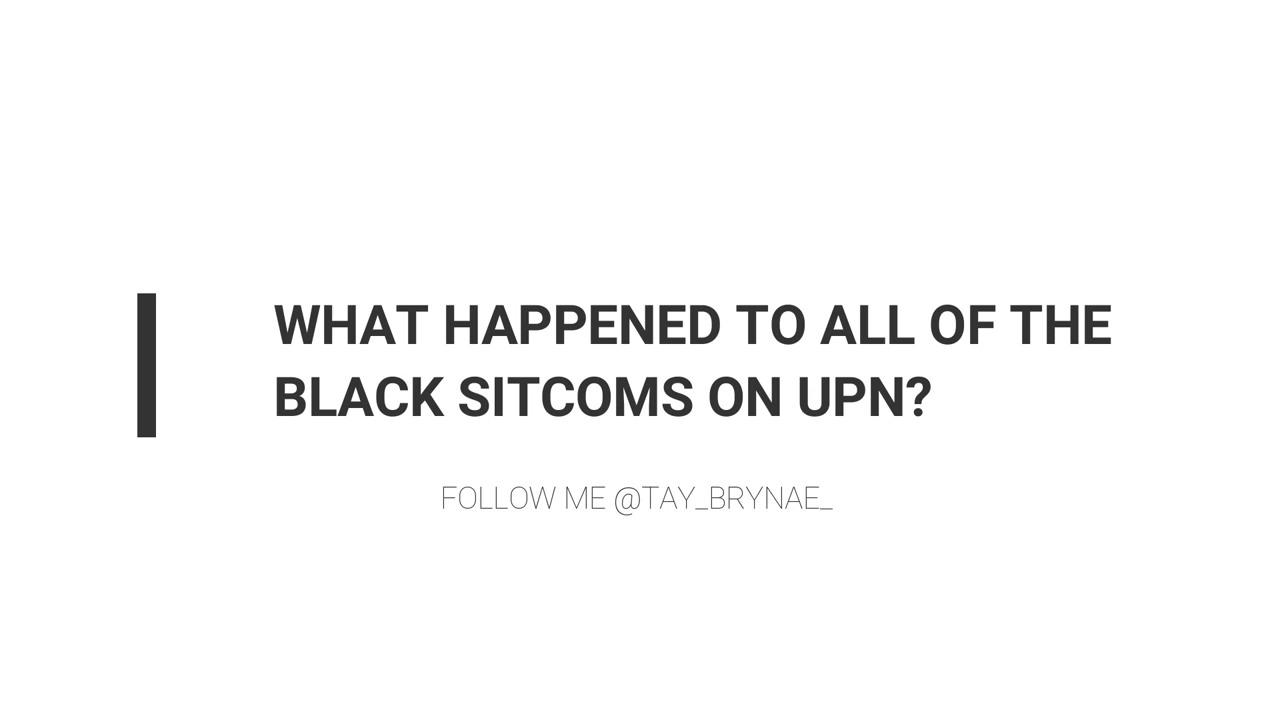 WHAT HAPPENED TO ALL OF THE
BLACK SITCOMS ON UPN?
FOLLOW ME @TAY_BRYNAE_